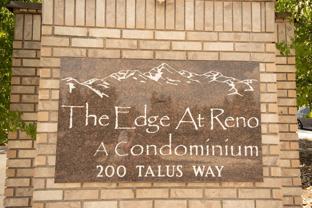 The Edge At Reno
A Condominium
200 TALUS WAY